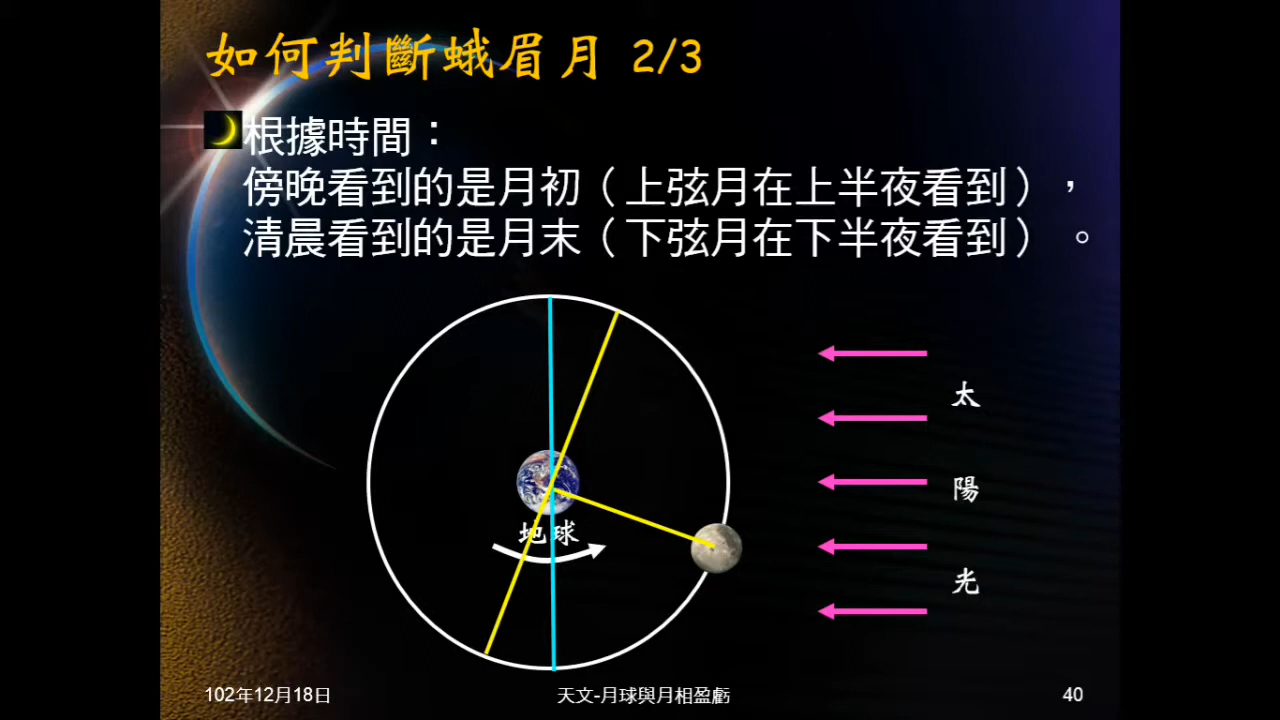 如何判斷蛾眉月 2/3
根據時間：
傍晚看到的是月初（上弦月在上半夜看到），
清晨看到的是月末（下弦月在下半夜看到）。
太
陽
光
地球
102年12月18日
天文-月球與月相盈虧
40